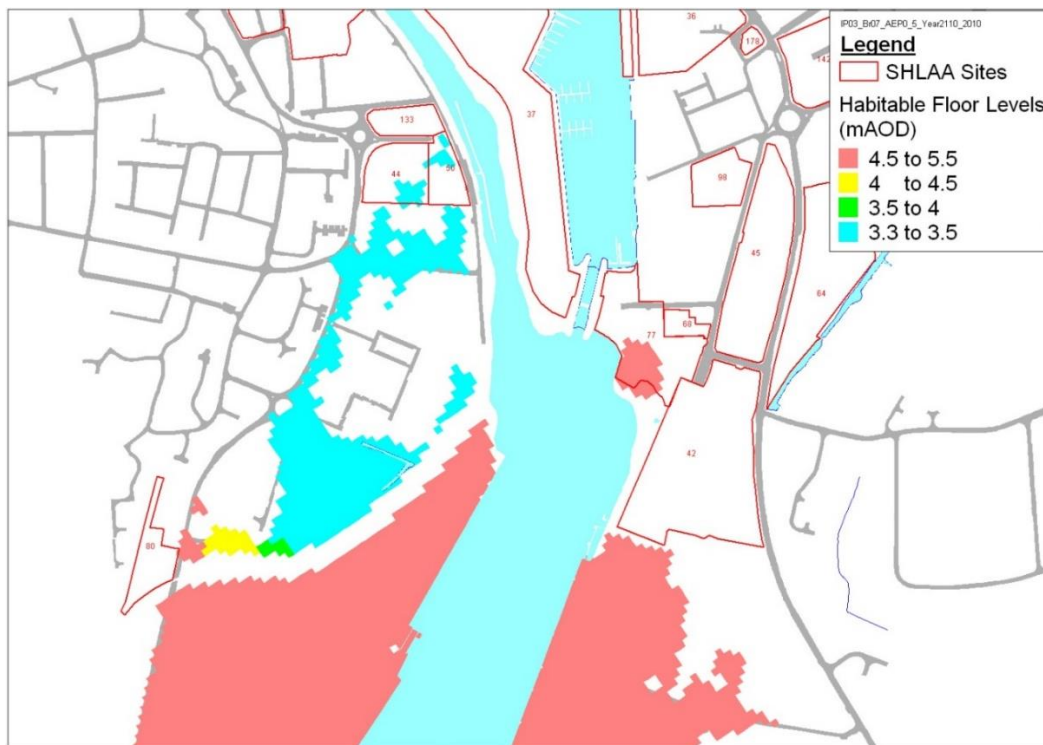 IP03_Br07_AEP0_5_Year2110_2010
Legend
SHLAA Sites
Habitable Floor Levels
(mAOD)
4.5 to 5.5
4 to 4.5
3.5 to 4
3.3 to 3.5
36
178
142
133
37
44
50
98
45
64
77
68
42
80